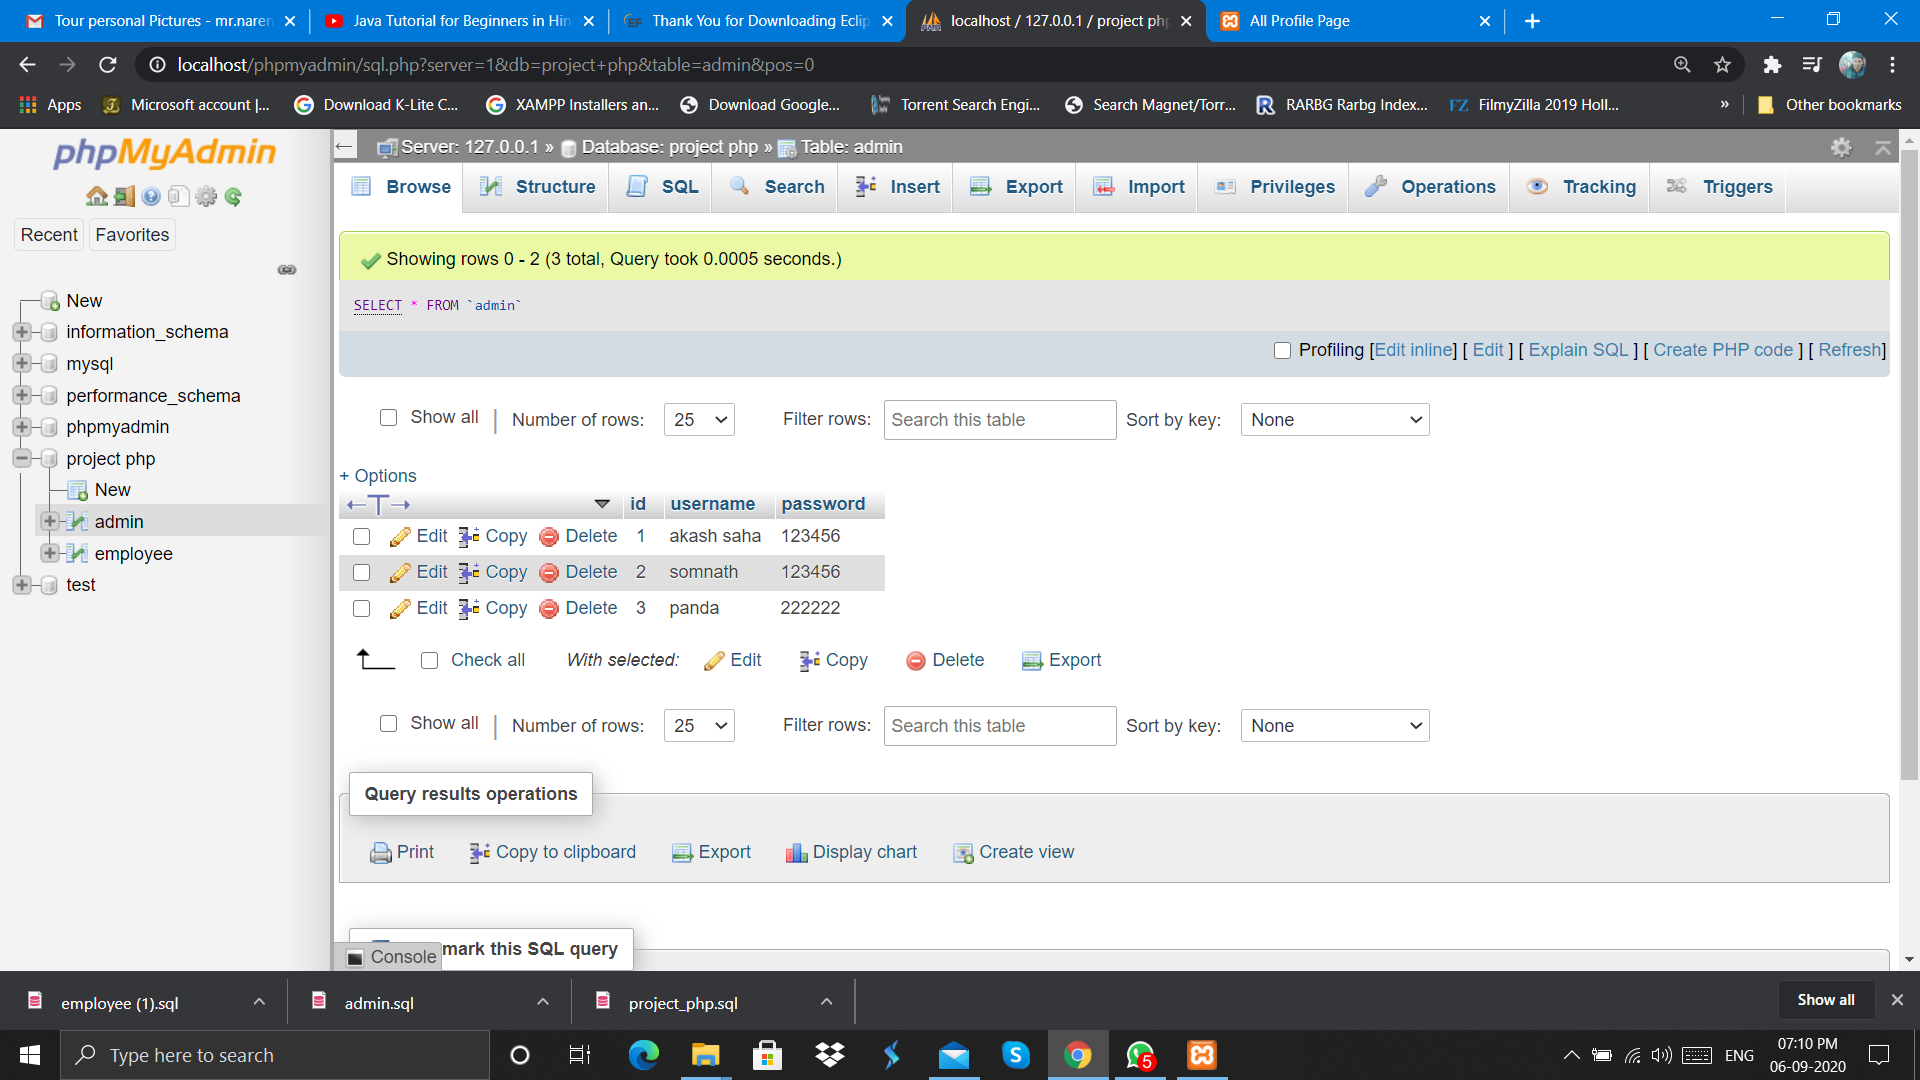 Tour personal Pictures - mr.naren
Java Tutorial for Beginners in Hin
Thank You for Downloading Eclip
localhost / 127.0.0.1 / project php
All Profile Page
localhost/phpmyadmin/sql.php?server=1&db=project+php&table=admin&pos=0
Apps
Microsoft account |...
Download K-Lite C...
XAMPP Installers an...
Download Google...
Torrent Search Engi...
Search Magnet/Torr...
RARBG Rarbg Index...
FZ FilmyZilla 2019 Holl...
»
Other bookmarks
phpMyAdmin
Recent Favorites
New
information_schema
mysql
performance_schema
phpmyadmin
project php
New
admin
employee
test
Server: 127.0.0.1 » Database: project php » Table: admin
Browse Structure SQL Search Insert Export Import Privileges Operations Tracking Triggers
Showing rows 0 - 2 (3 total, Query took 0.0005 seconds.)
SELECT * FROM `admin`
Profiling [Edit inline] [ Edit ] [ Explain SQL ] [ Create PHP code ] [ Refresh]
Show all | Number of rows: 25 Filter rows: Search this table Sort by key: None
+ Options
←T→ id username password
Edit Copy Delete 1 akash saha 123456
Edit Copy Delete 2 somnath 123456
Edit Copy Delete 3 panda 222222
Check all With selected: Edit Copy Delete Export
Show all | Number of rows: 25 Filter rows: Search this table Sort by key: None
Query results operations
Print Copy to clipboard Export Display chart Create view
mark this SQL query
Console
employee (1).sql
admin.sql
project_php.sql
Show all
Type here to search
5
ENG
07:10 PM
06-09-2020